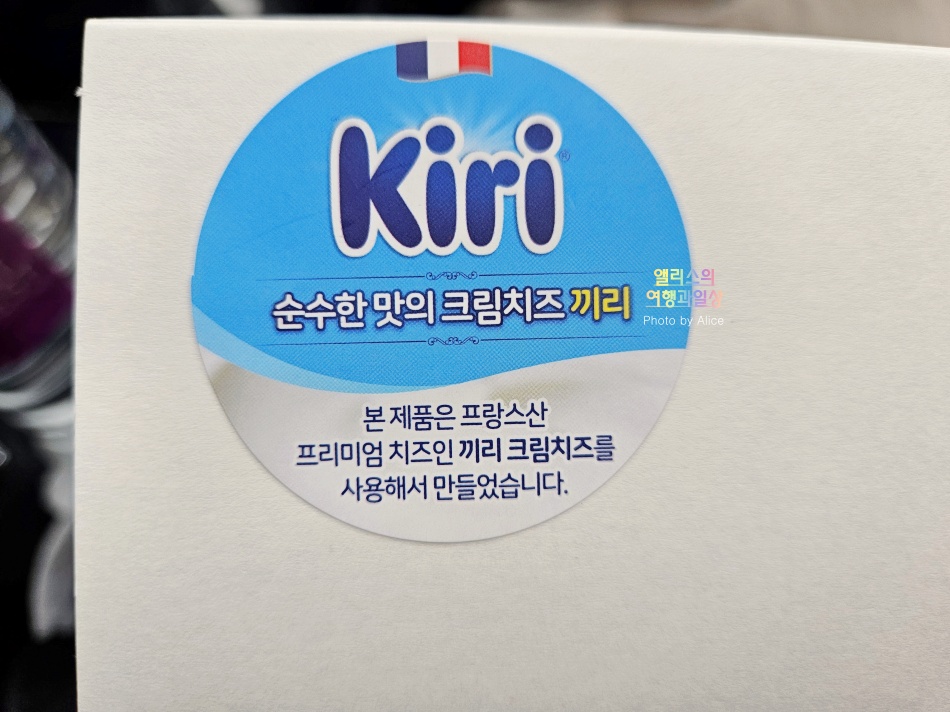 Kiri®
순수한 맛의 크림치즈 끼리
앨리스의
여행과일상
Photo by Alice
본 제품은 프랑스산
프리미엄 치즈인 끼리 크림치즈를
사용해서 만들었습니다.